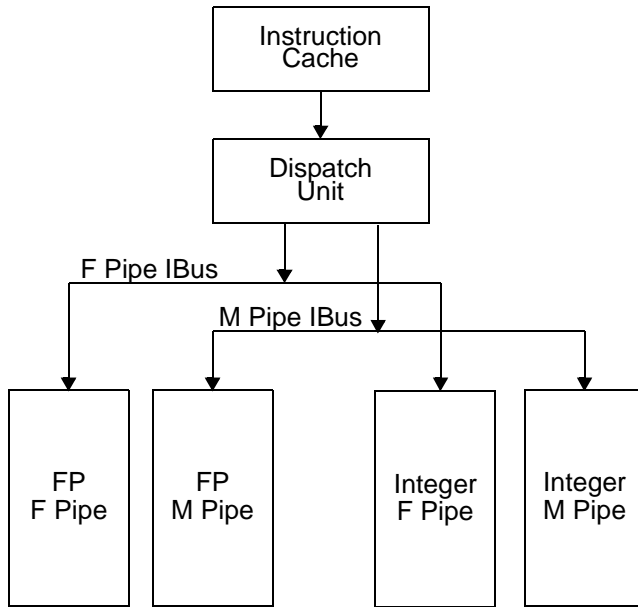 Instruction
Cache
Dispatch
Unit
F Pipe IBus
M Pipe IBus
FP
F Pipe
FP
M Pipe
Integer
F Pipe
Integer
M Pipe